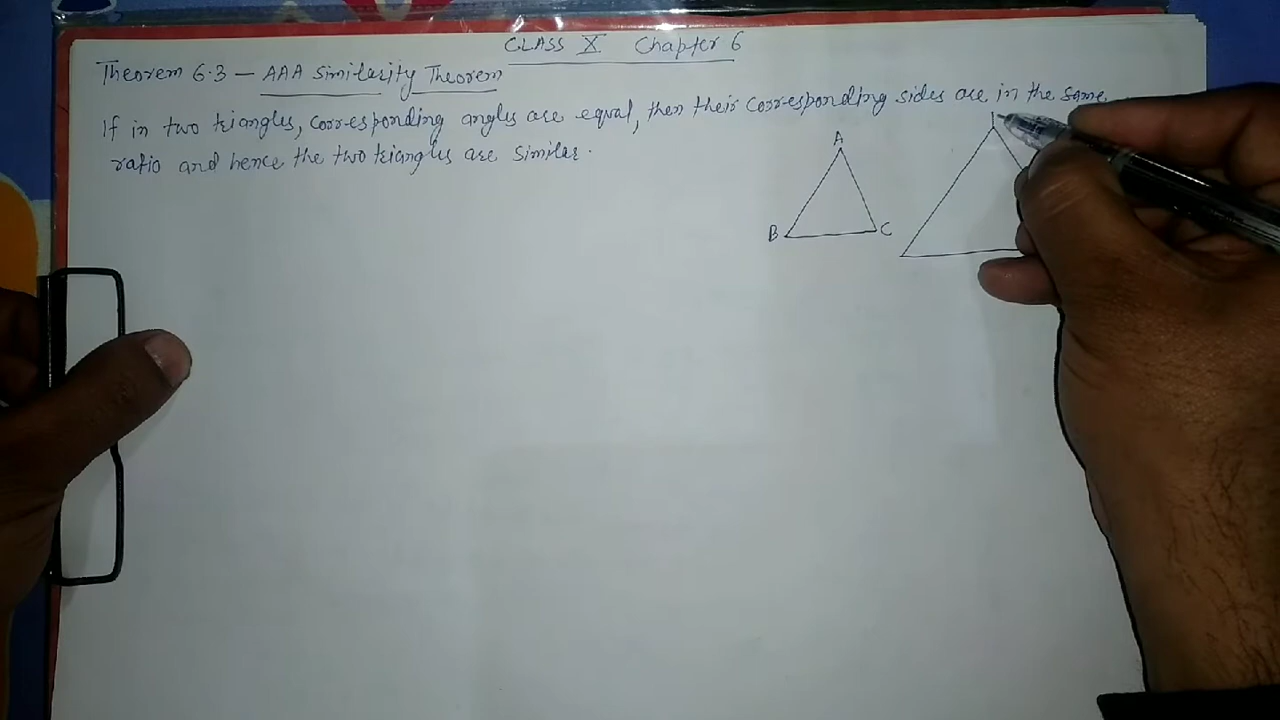 CLASS X Chapter 6
Theorem 6.3 — AAA Similarity Theorem
If in two triangles, corresponding angles are equal, then their corresponding sides are in the same
ratio and hence the two triangles are similar.
A
B
C